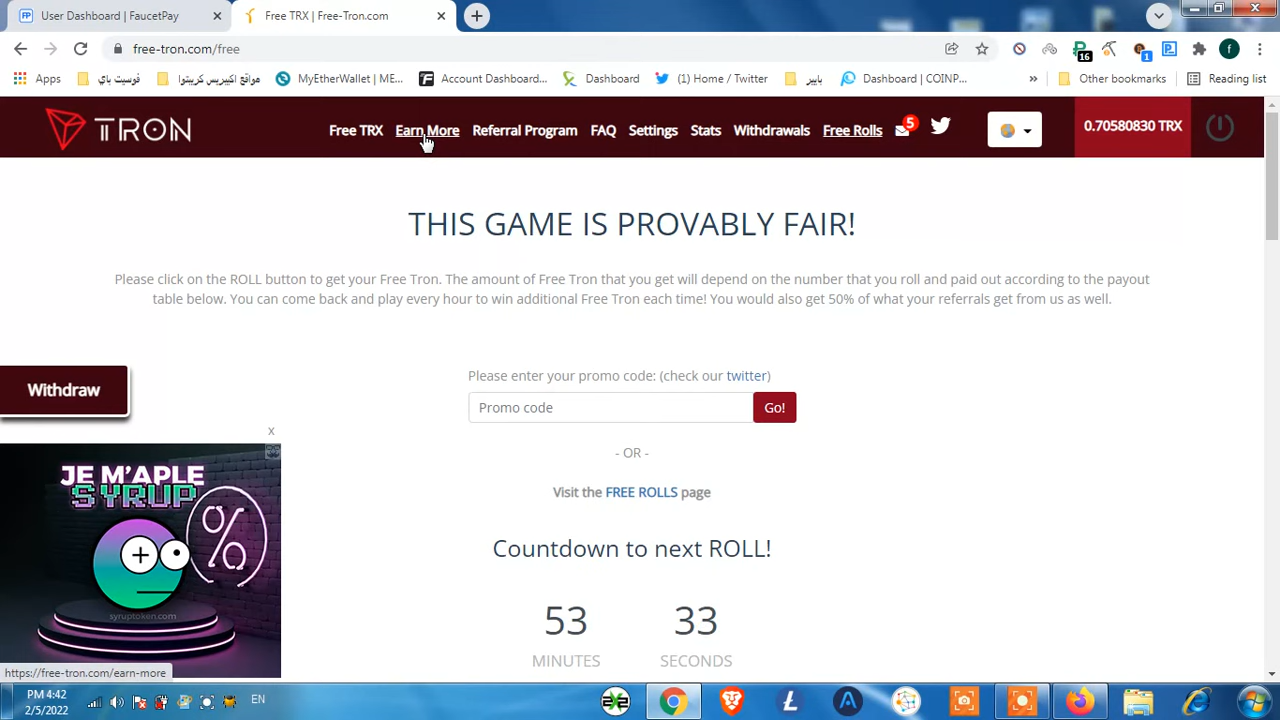 User Dashboard | FaucetPay
Free TRX | Free-Tron.com
free-tron.com/free
16
1
f
Apps
فوسيت باي
مواقع اكسبريس كريبتوا
MyEtherWallet | ME...
Account Dashboard...
Dashboard
(1) Home / Twitter
بايير
Dashboard | COINP...
»
Other bookmarks
Reading list
TRON
Free TRX
Earn More
Referral Program
FAQ
Settings
Stats
Withdrawals
Free Rolls
5
0.70580830 TRX
THIS GAME IS PROVABLY FAIR!
Please click on the ROLL button to get your Free Tron. The amount of Free Tron that you get will depend on the number that you roll and paid out according to the payout
table below. You can come back and play every hour to win additional Free Tron each time! You would also get 50% of what your referrals get from us as well.
Please enter your promo code: (check our twitter)
Promo code
Go!
- OR -
Visit the FREE ROLLS page
Countdown to next ROLL!
53
33
MINUTES
SECONDS
Withdraw
x
JE M'APLE
SYRUP
%
syruptoken.com
https://free-tron.com/earn-more
PM 4:42
2/5/2022
EN